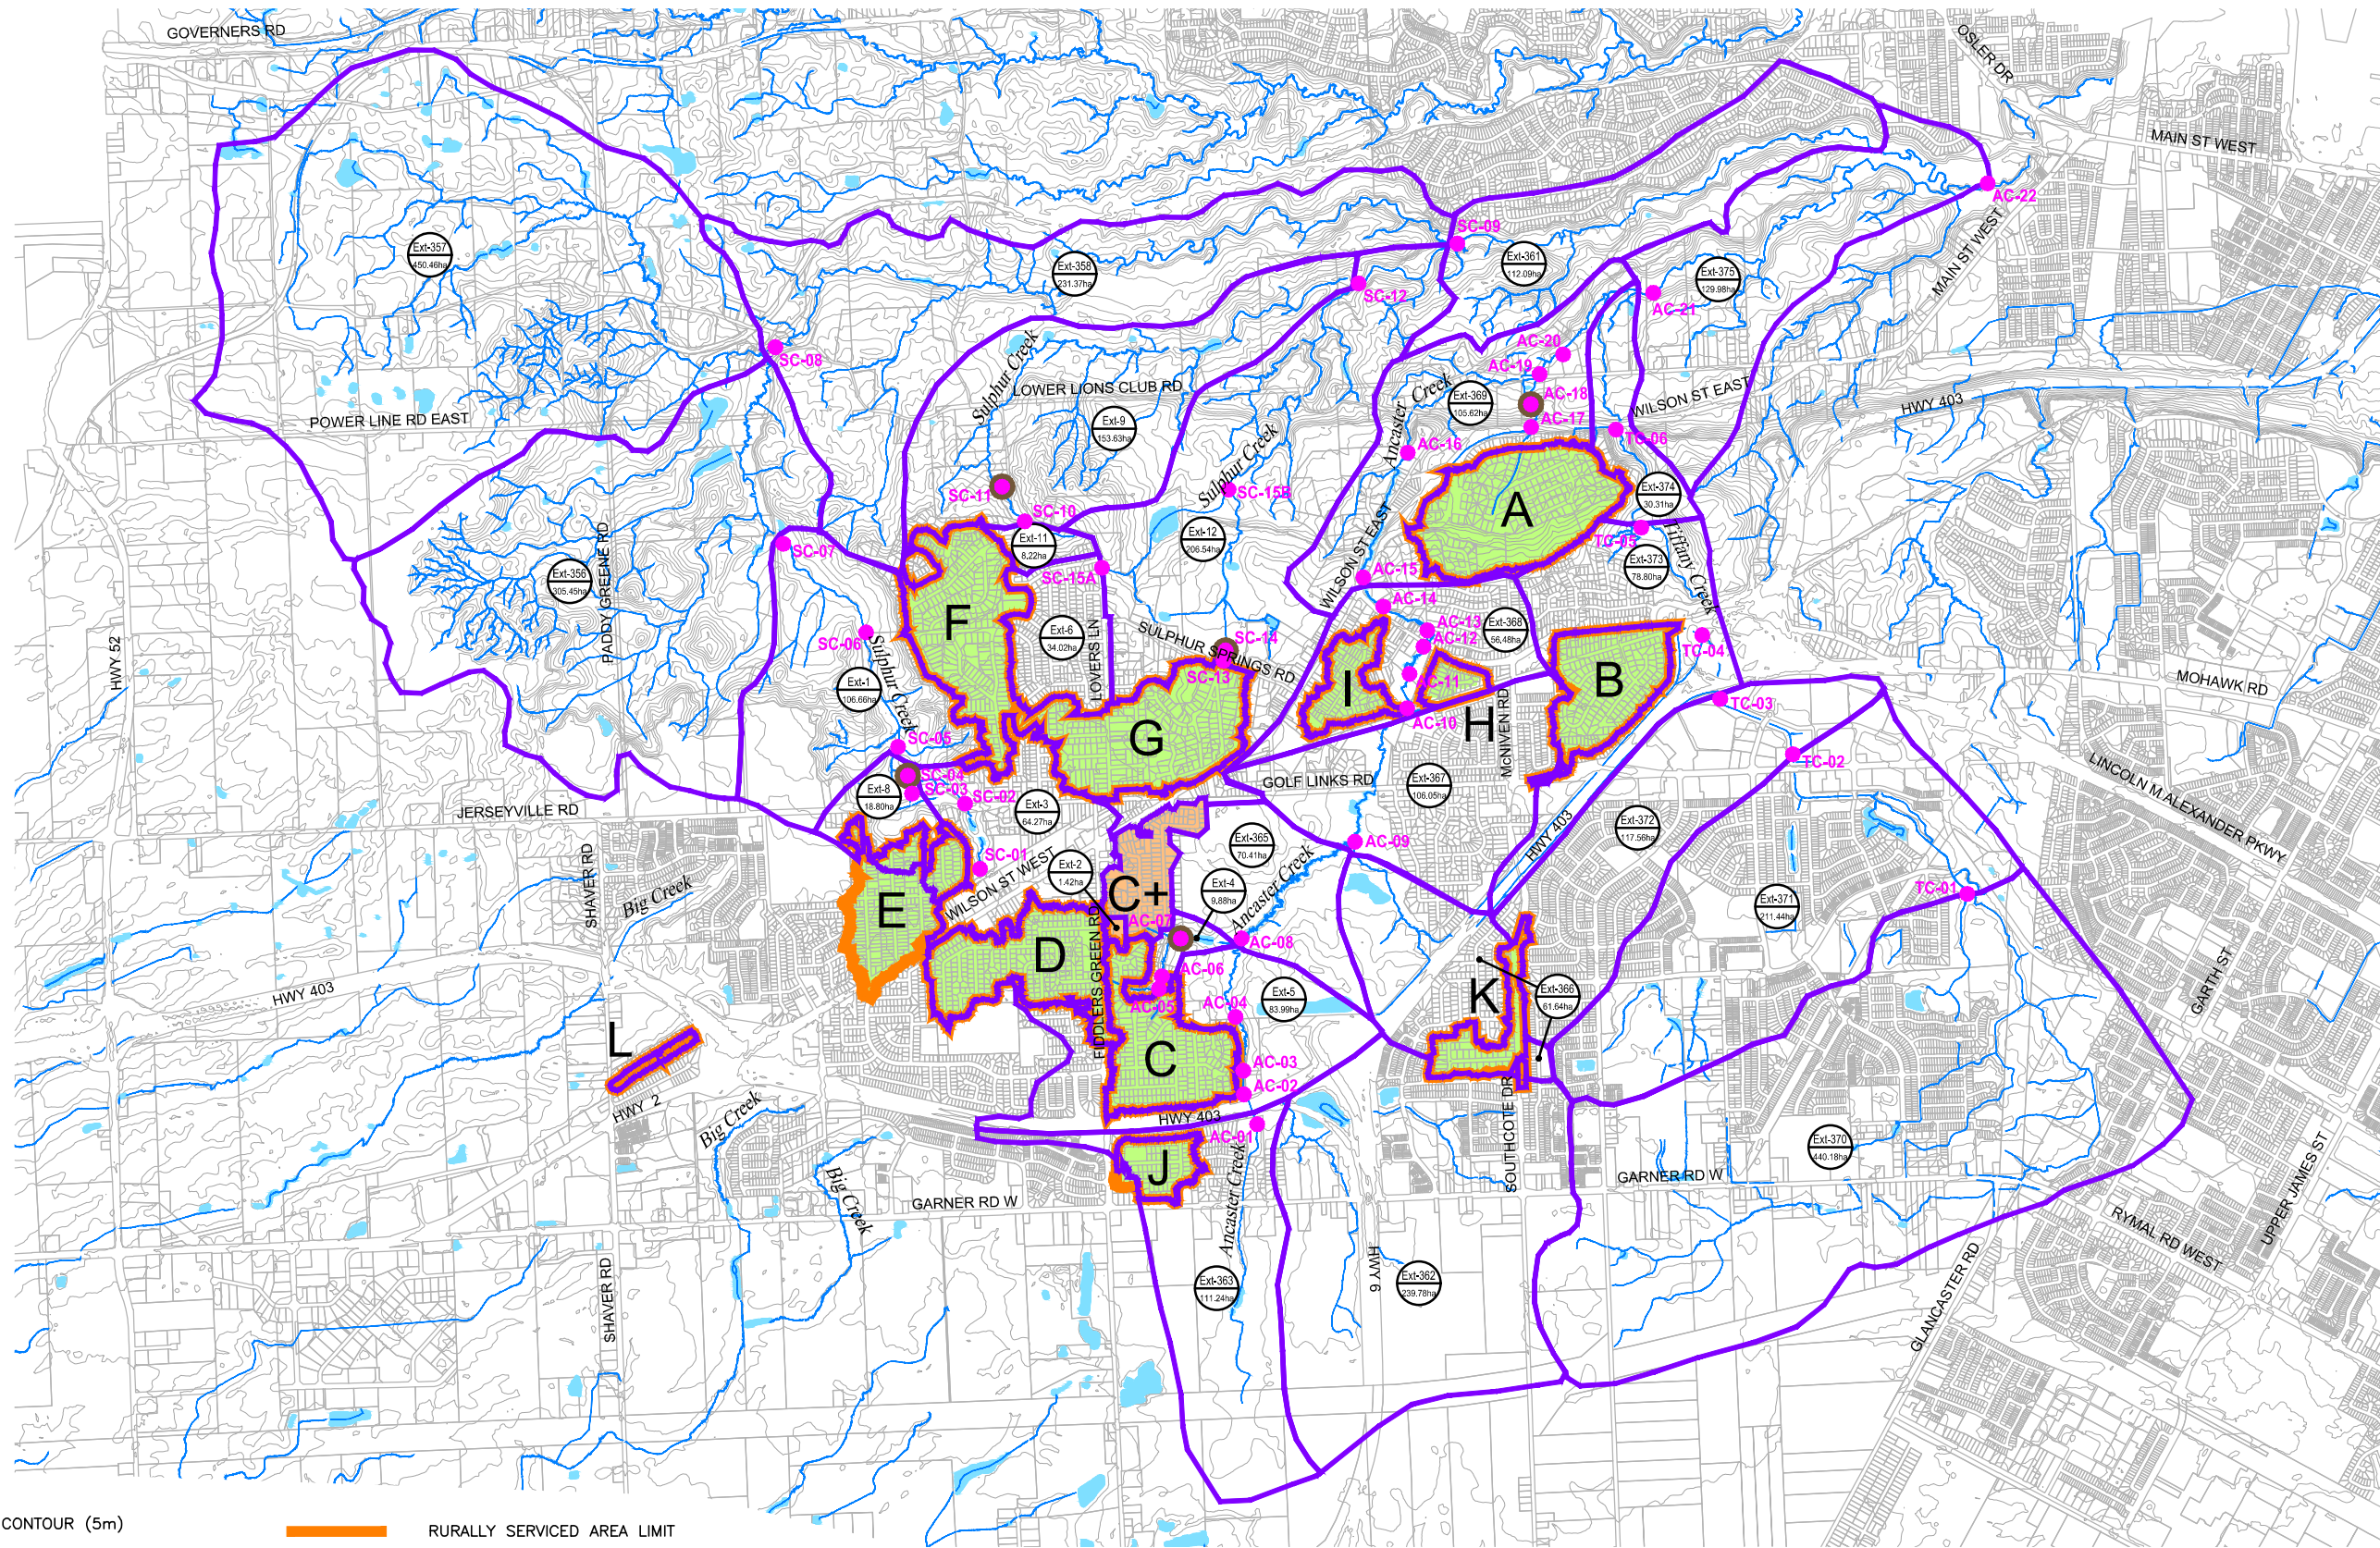 GOVERNERS RD
OSLER DR
MAIN ST WEST
AC-22
MAIN ST WEST
SC-09
Ext-357
450.46ha
Ext-358
231.37ha
Ext-361
112.09ha
Ext-375
129.98ha
SC-12
AC-21
SC-08
Sulphur Creek
AC-20
AC-19
LOWER LIONS CLUB RD
Ancaster Creek
Ext-369
105.62ha
AC-18
WILSON ST EAST
HWY 403
POWER LINE RD EAST
Ext-9
153.63ha
AC-17
TC-06
AC-16
Sulphur Creek
SC-11
SC-15B
Ext-374
30.31ha
A
SC-10
Ext-11
8.22ha
Ext-12
206.54ha
TC-05
Tiffany Creek
SC-07
PADDY GREENE RD
Ext-356
305.45ha
SC-15A
WILSON ST EAST
AC-15
Ext-373
78.80ha
AC-14
F
SC-06
Sulphur Creek
Ext-6
34.02ha
LOVERS LN
SULPHUR SPRINGS RD
SC-14
SC-13
AC-13
AC-12
Ext-368
56.48ha
TC-04
HWY 52
Ext-1
106.66ha
I
AC-11
B
MOHAWK RD
AC-10
H
McNIVEN RD
TC-03
SC-05
G
TC-02
SC-04
SC-03
SC-02
Ext-8
18.80ha
GOLF LINKS RD
Ext-367
106.05ha
LINCOLN M ALEXANDER PKWY
JERSEYVILLE RD
Ext-3
64.27ha
Ext-372
117.56ha
HWY 403
Ext-365
70.41ha
AC-09
SC-01
WILSON ST WEST
Ext-2
1.42ha
SHAVER RD
Big Creek
C+
Ext-4
9.88ha
Ancaster Creek
TC-01
E
Ext-371
211.44ha
AC-07
AC-08
D
FIDDLERS GREEN RD
AC-06
AC-05
HWY 403
AC-04
Ext-5
83.99ha
K
Ext-366
61.64ha
GARTH ST
L
C
AC-03
AC-02
SOUTHCOTE DR
HWY 2
Big Creek
HWY 403
AC-01
Ext-370
440.18ha
J
Big Creek
GARNER RD W
Ancaster Creek
GARNER RD W
UPPER JAMES ST
RYMAL RD WEST
SHAVER RD
Ext-363
111.24ha
HWY 6
Ext-362
239.78ha
GLANCASTER RD
CONTOUR (5m)
RURALLY SERVICED AREA LIMIT